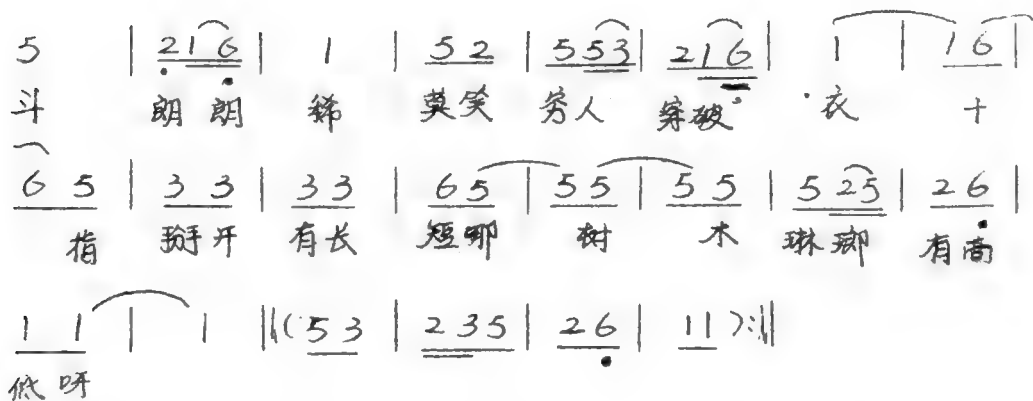 5 | 2 1 6 | 1 | 5 2 | 5 5 3 | 2 1 6 | 1 | 1 6 |
斗 朗 朗 稀 莫笑 穷人 穿破 衣 十
6 5 | 3 3 | 3 3 | 6 5 | 5 5 | 5 5 | 5 2 5 | 2 6 |
指 掰开 有长 短哪 树 木 琳琅 有高
1 1 | 1 ‖: ( 5 3 | 2 3 5 | 2 6 | 1 1 ) :‖
低 呀